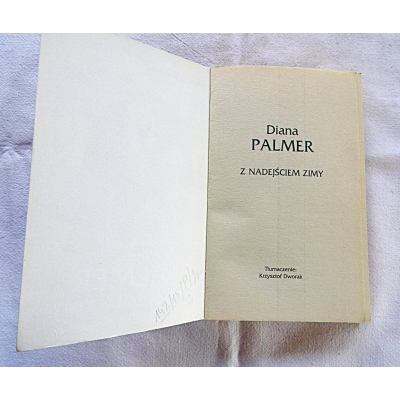 Diana
PALMER
Z NADEJŚCIEM ZIMY
Tłumaczenie:
Krzysztof Dworak